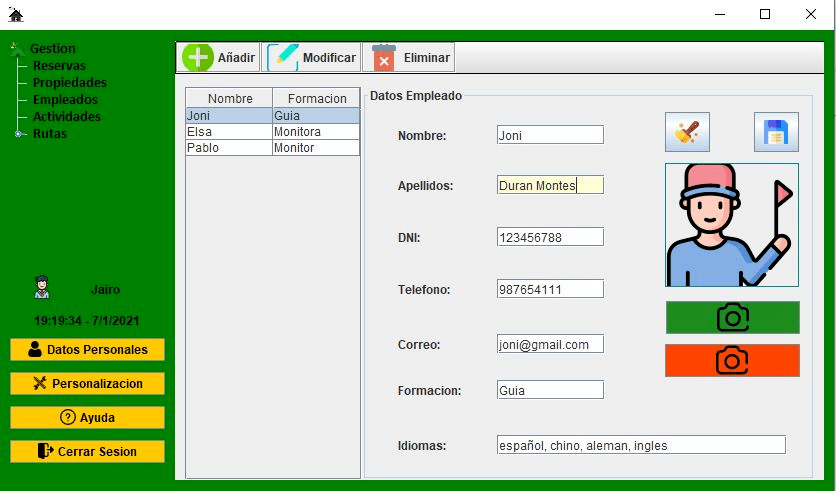 Gestion
Reservas
Propiedades
Empleados
Actividades
Rutas
Jairo
19:19:34 - 7/1/2021
Datos Personales
Personalizacion
Ayuda
Cerrar Sesion
Añadir Modificar Eliminar
Nombre Formacion
Joni Guia
Elsa Monitora
Pablo Monitor
Datos Empleado
Nombre: Joni
Apellidos: Duran Montes
DNI: 123456788
Telefono: 987654111
Correo: joni@gmail.com
Formacion: Guia
Idiomas: español, chino, aleman, ingles